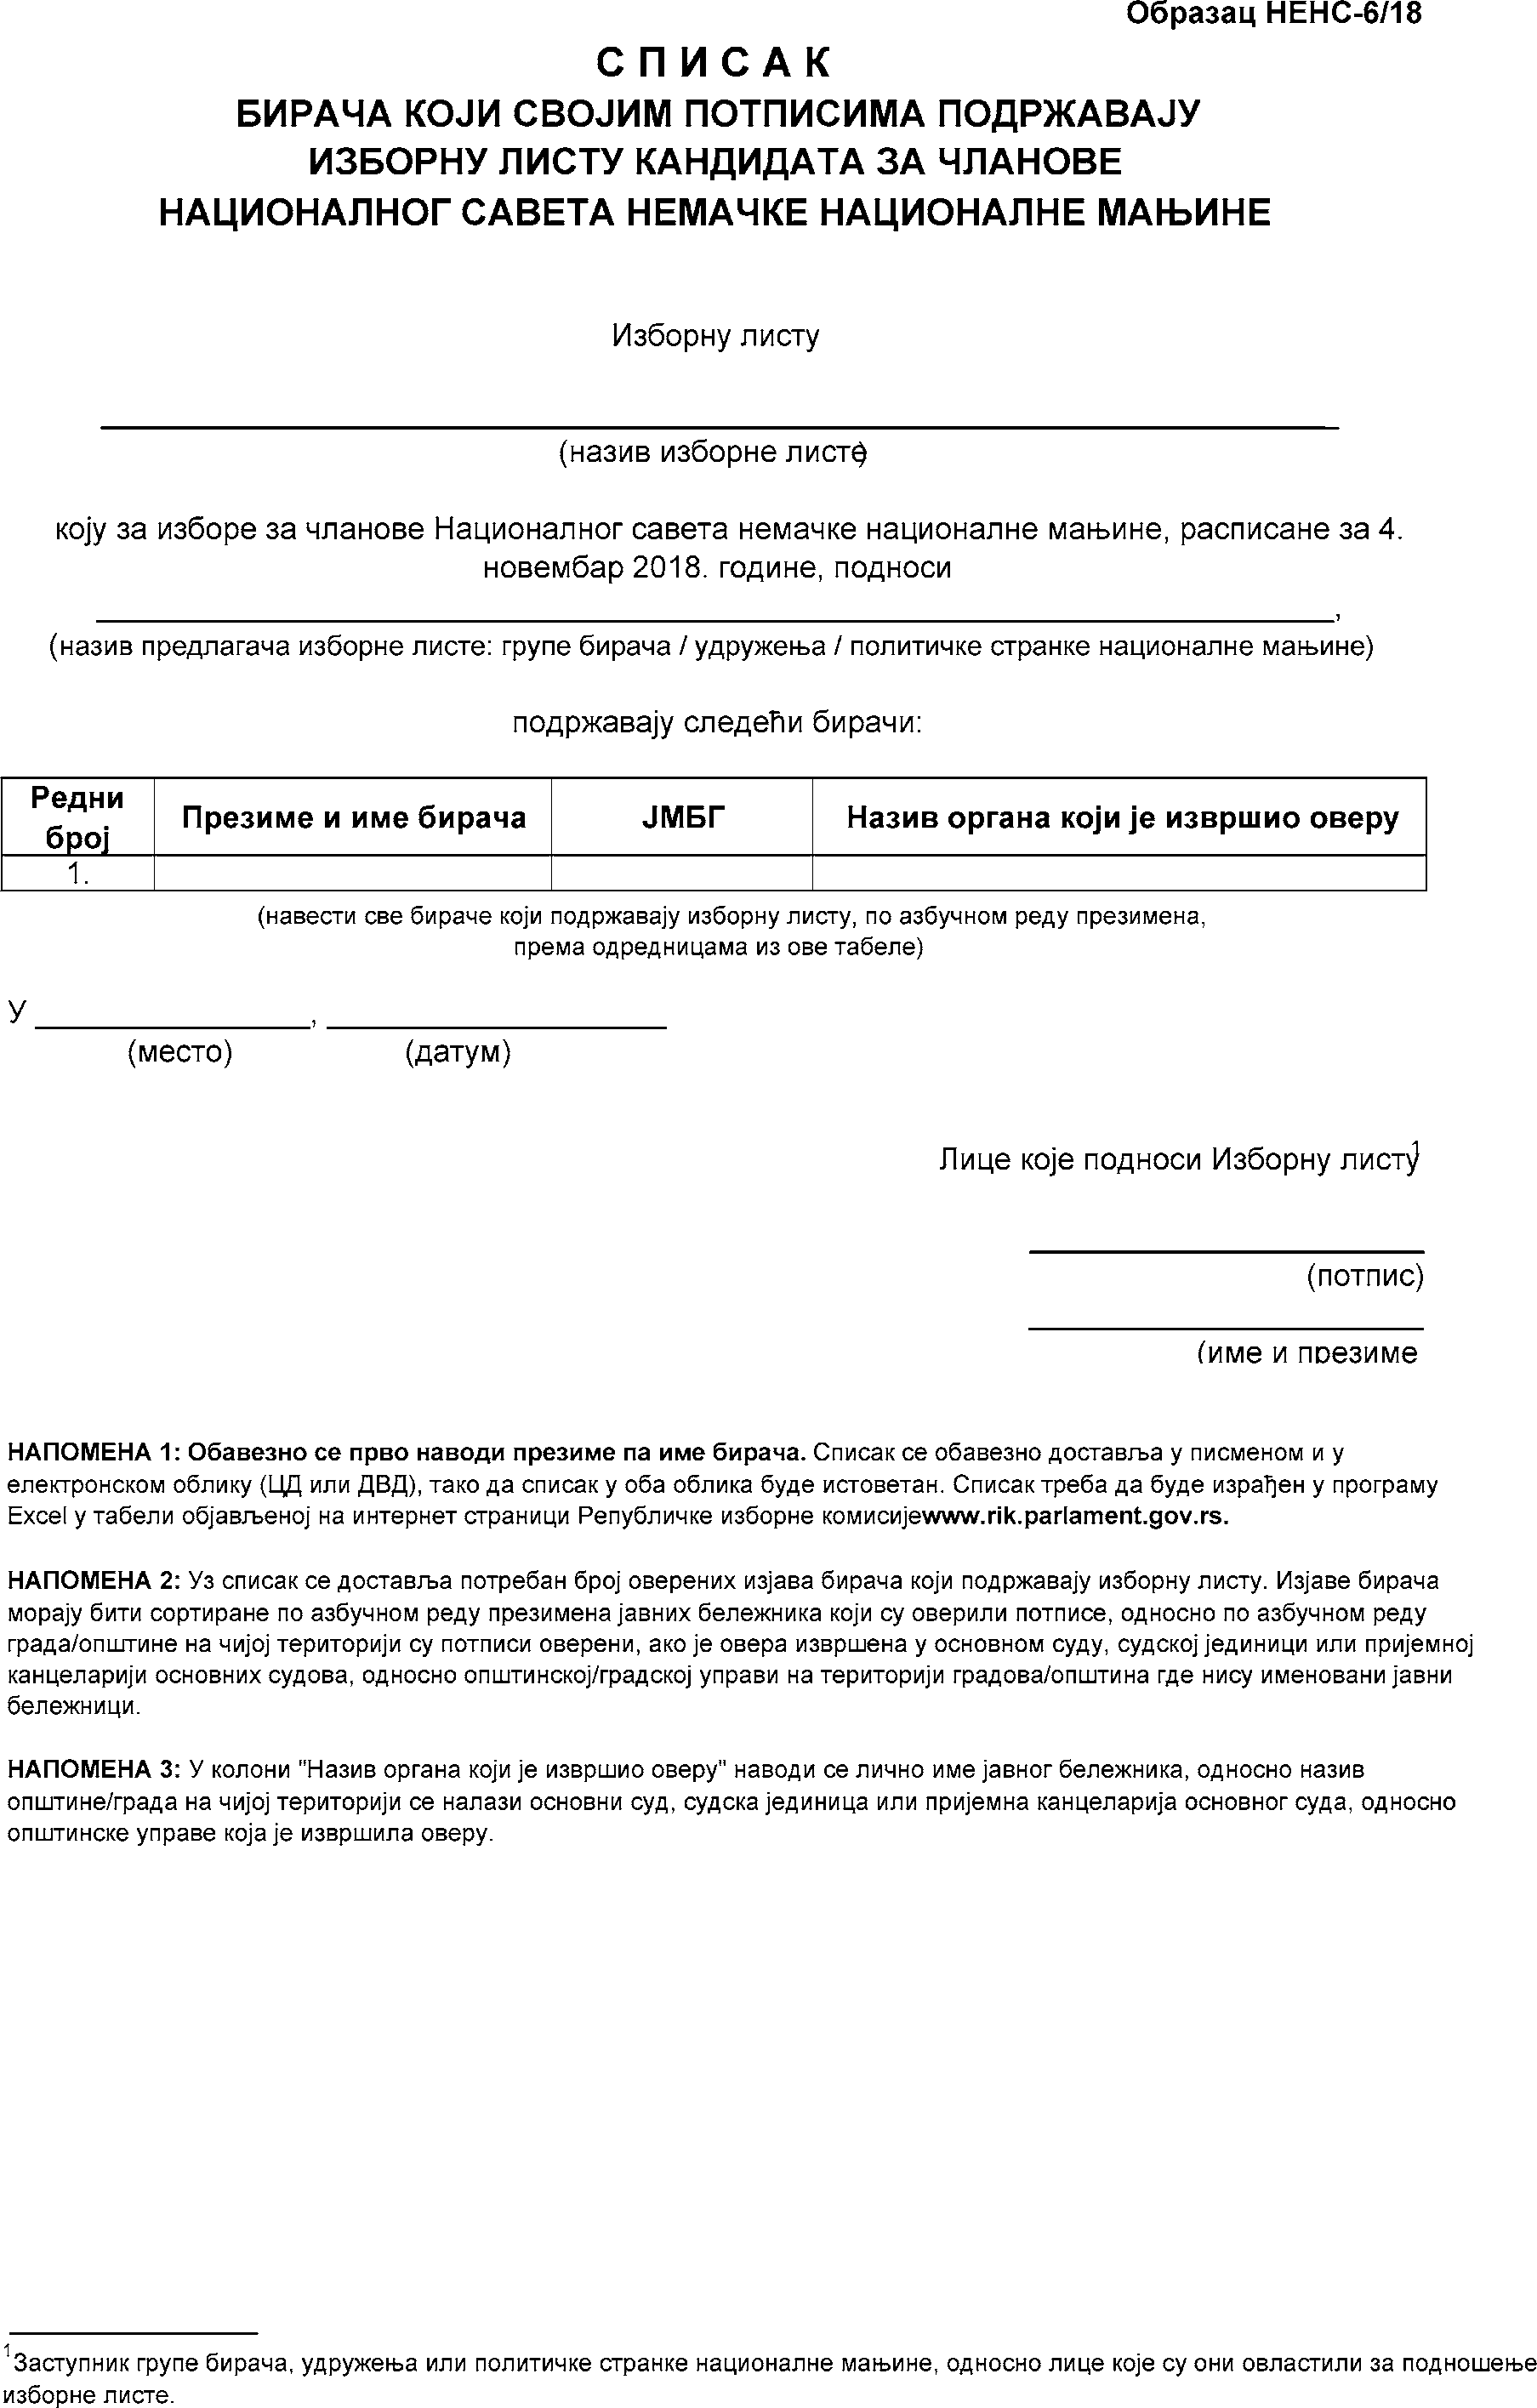 Образац НЕНС-6/18
С П И С А К
БИРАЧА КОЈИ СВОЈИМ ПОТПИСИМА ПОДРЖАВАЈУ
ИЗБОРНУ ЛИСТУ КАНДИДАТА ЗА ЧЛАНОВЕ
НАЦИОНАЛНОГ САВЕТА НЕМАЧКЕ НАЦИОНАЛНЕ МАЊИНЕ
Изборну листу
(назив изборне листе)
коју за изборе за чланове Националног савета немачке националне мањине, расписане за 4.
новембар 2018. године, подноси
,
(назив предлагача изборне листе: групе бирача / удружења / политичке странке националне мањине)
подржавају следећи бирачи:
Редни број Презиме и име бирача ЈМБГ Назив органа који је извршио оверу
1.
(навести све бираче који подржавају изборну листу, по азбучном реду презимена,
према одредницама из ове табеле)
У ____________, ____________
(место) (датум)
Лице које подноси Изборну листу1
(потпис)
(име и презиме
НАПОМЕНА 1: Обавезно се прво наводи презиме па име бирача. Списак се обавезно доставља у писменом и у
електронском облику (ЦД или ДВД), тако да списак у оба облика буде истоветан. Списак треба да буде израђен у програму
Excel у табели објављеној на интернет страници Републичке изборне комисијеwww.rik.parlament.gov.rs.
НАПОМЕНА 2: Уз списак се доставља потребан број оверених изјава бирача који подржавају изборну листу. Изјаве бирача
морају бити сортиране по азбучном реду презимена јавних бележника који су оверили потписе, односно по азбучном реду
града/општине на чијој територији су потписи оверени, ако је овера извршена у основном суду, судској јединици или пријемној
канцеларији основних судова, односно општинској/градској управи на територији градова/општина где нису именовани јавни
бележници.
НАПОМЕНА 3: У колони "Назив органа који је извршио оверу" наводи се лично име јавног бележника, односно назив
општине/града на чијој територији се налази основни суд, судска јединица или пријемна канцеларија основног суда, односно
општинске управе која је извршила оверу.
1Заступник групе бирача, удружења или политичке странке националне мањине, односно лице које су они овластили за подношење
изборне листе.